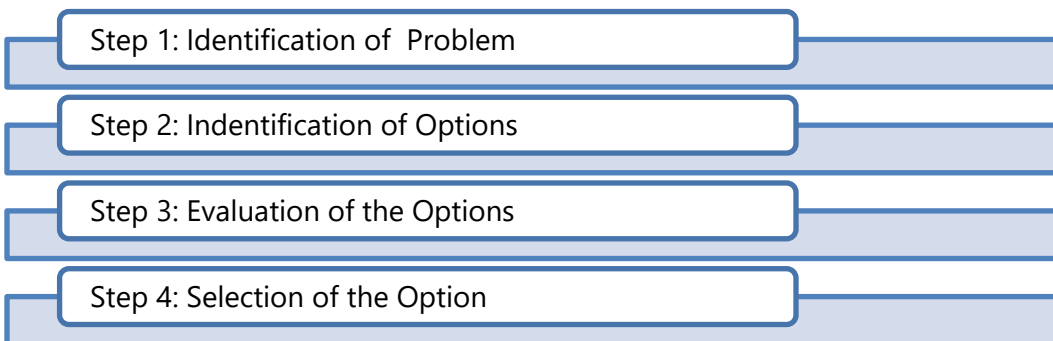 Step 1: Identification of  Problem
Step 2: Indentification of Options
Step 3: Evaluation of the Options
Step 4: Selection of the Option